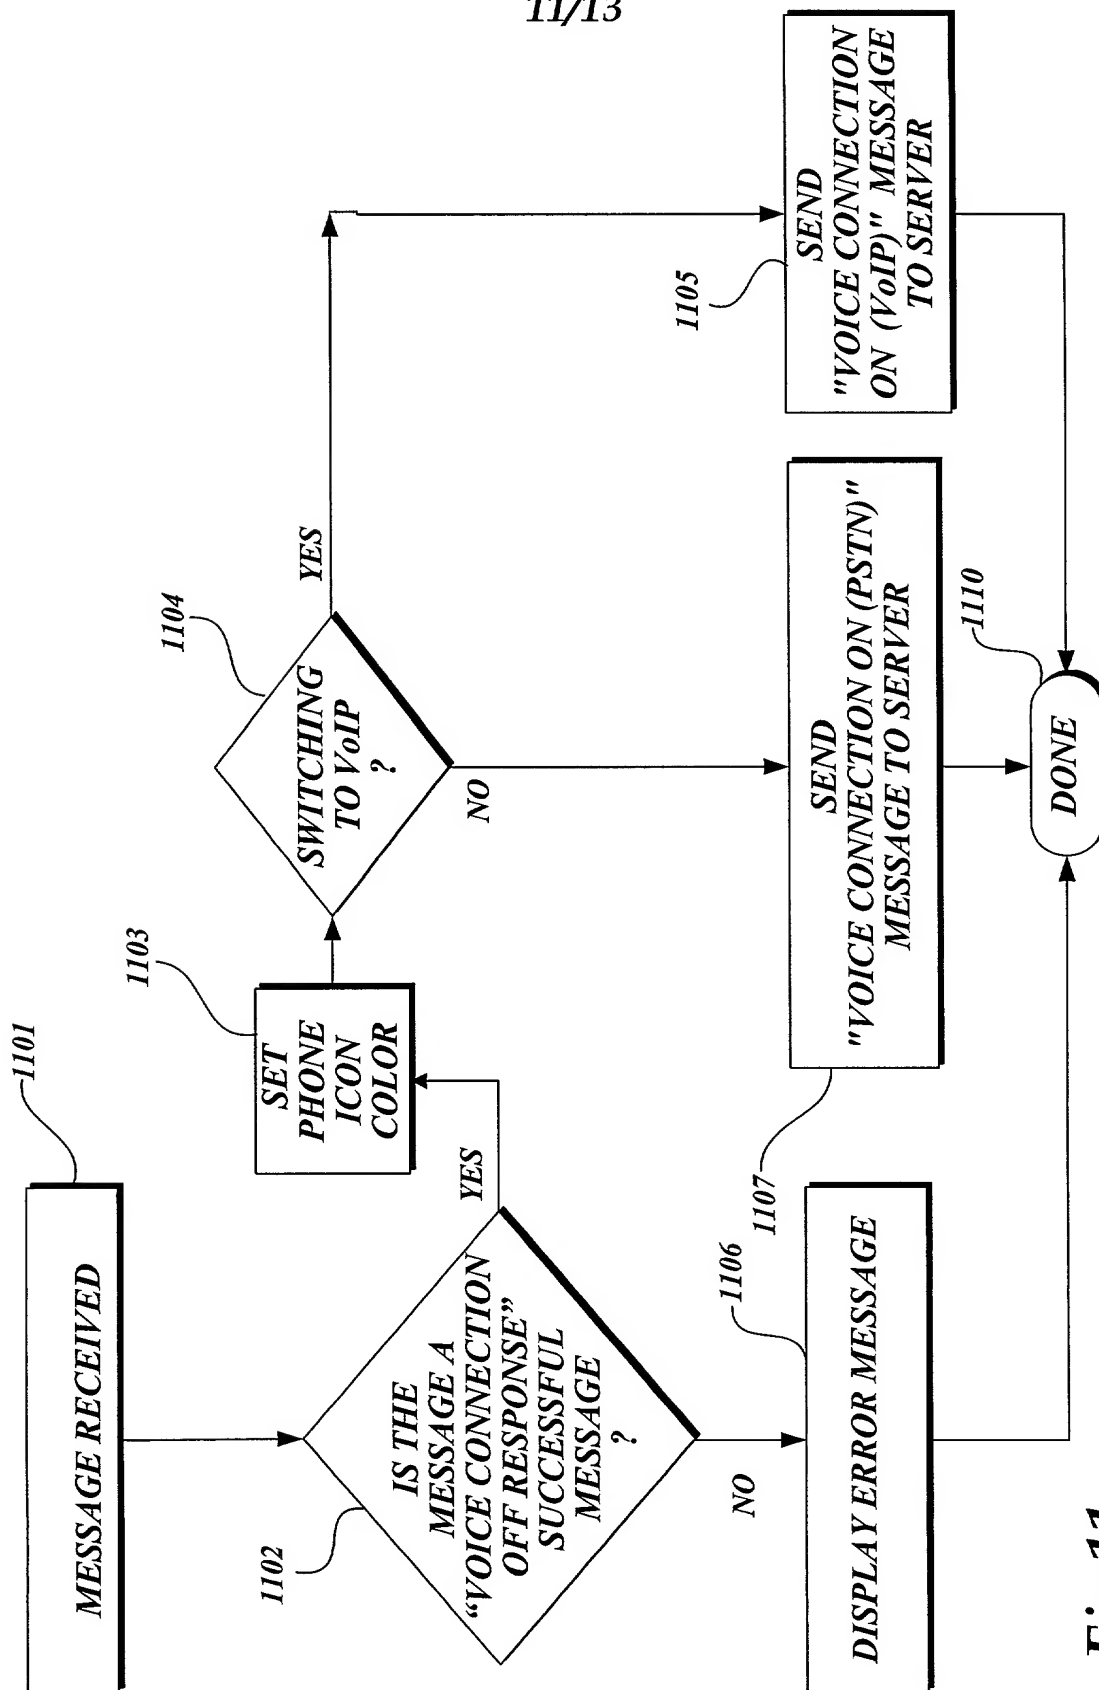 11/13
1101
MESSAGE RECEIVED
1102
IS THE
MESSAGE A
“VOICE CONNECTION
OFF RESPONSE”
SUCCESSFUL
MESSAGE
?
YES
NO
1103
SET
PHONE
ICON
COLOR
1104
SWITCHING
TO VoIP
?
YES
NO
1105
SEND
"VOICE CONNECTION
ON (VoIP)" MESSAGE
TO SERVER
1106
DISPLAY ERROR MESSAGE
1107
SEND
"VOICE CONNECTION ON (PSTN)"
MESSAGE TO SERVER
1110
DONE